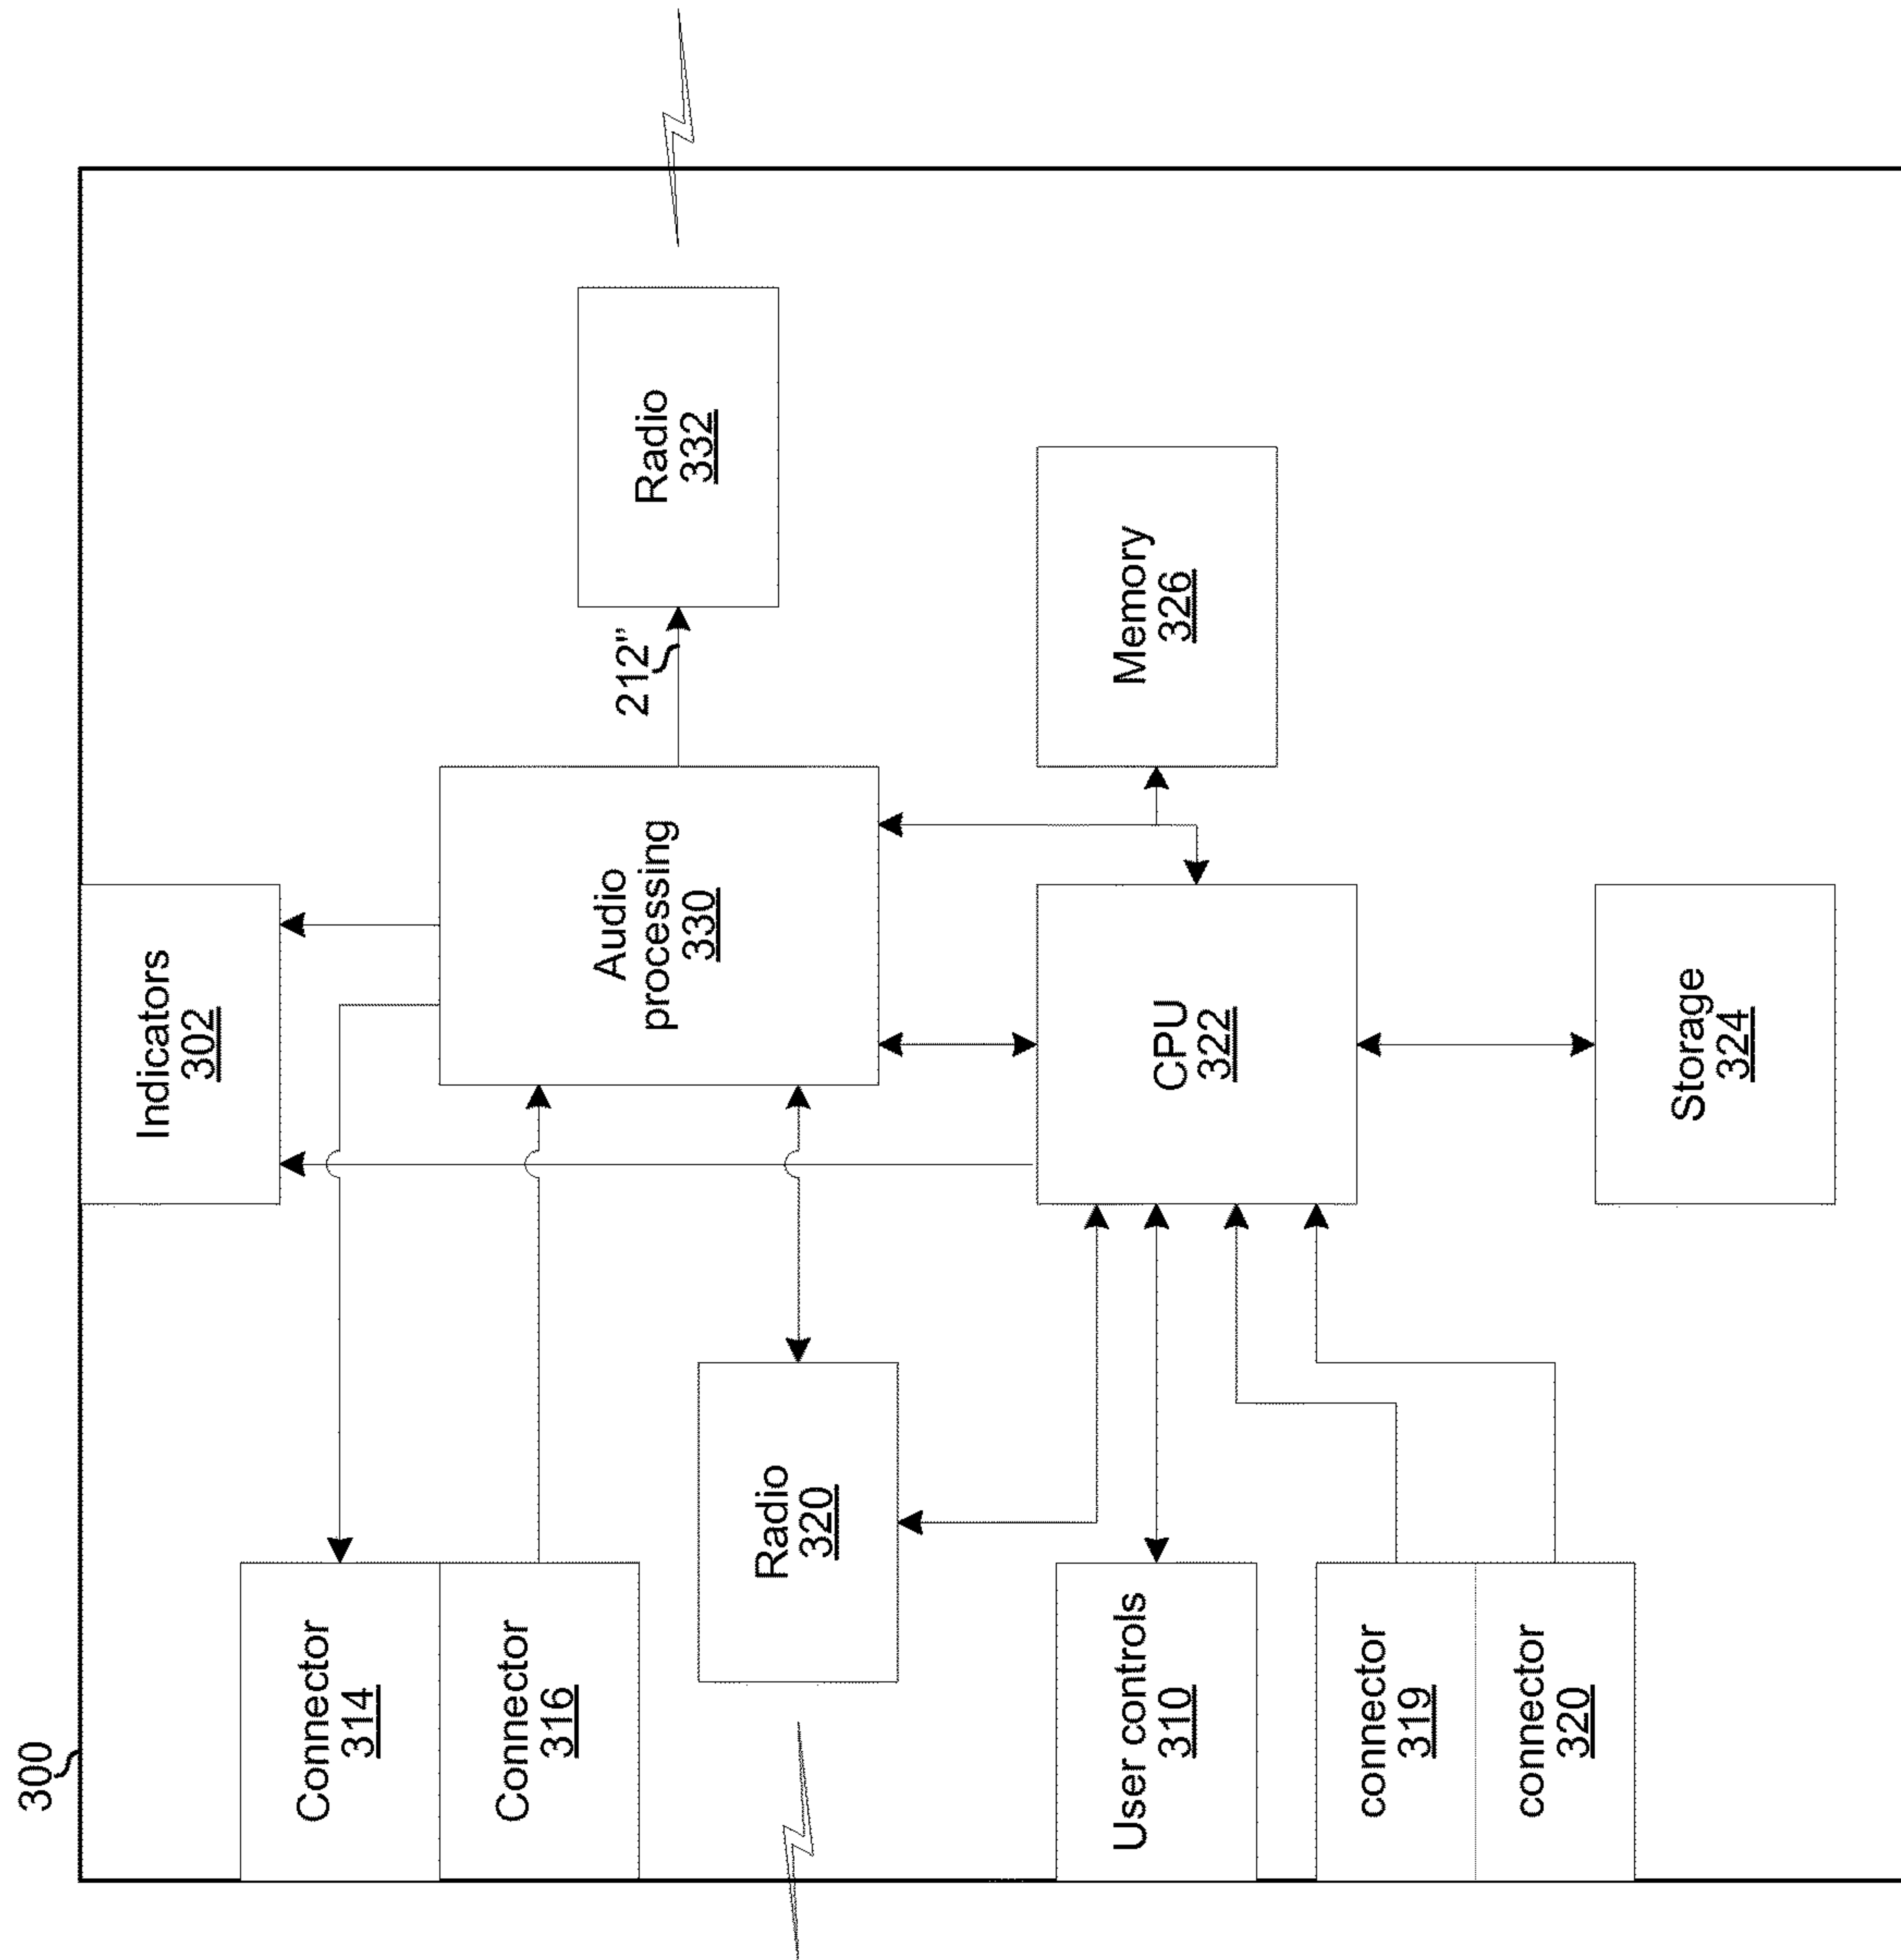 300
Indicators
302
Connector
314
Connector
316
Audio
processing
330
212"
Radio
332
Radio
320
User controls
310
CPU
322
Memory
326
connector
319
connector
320
Storage
324